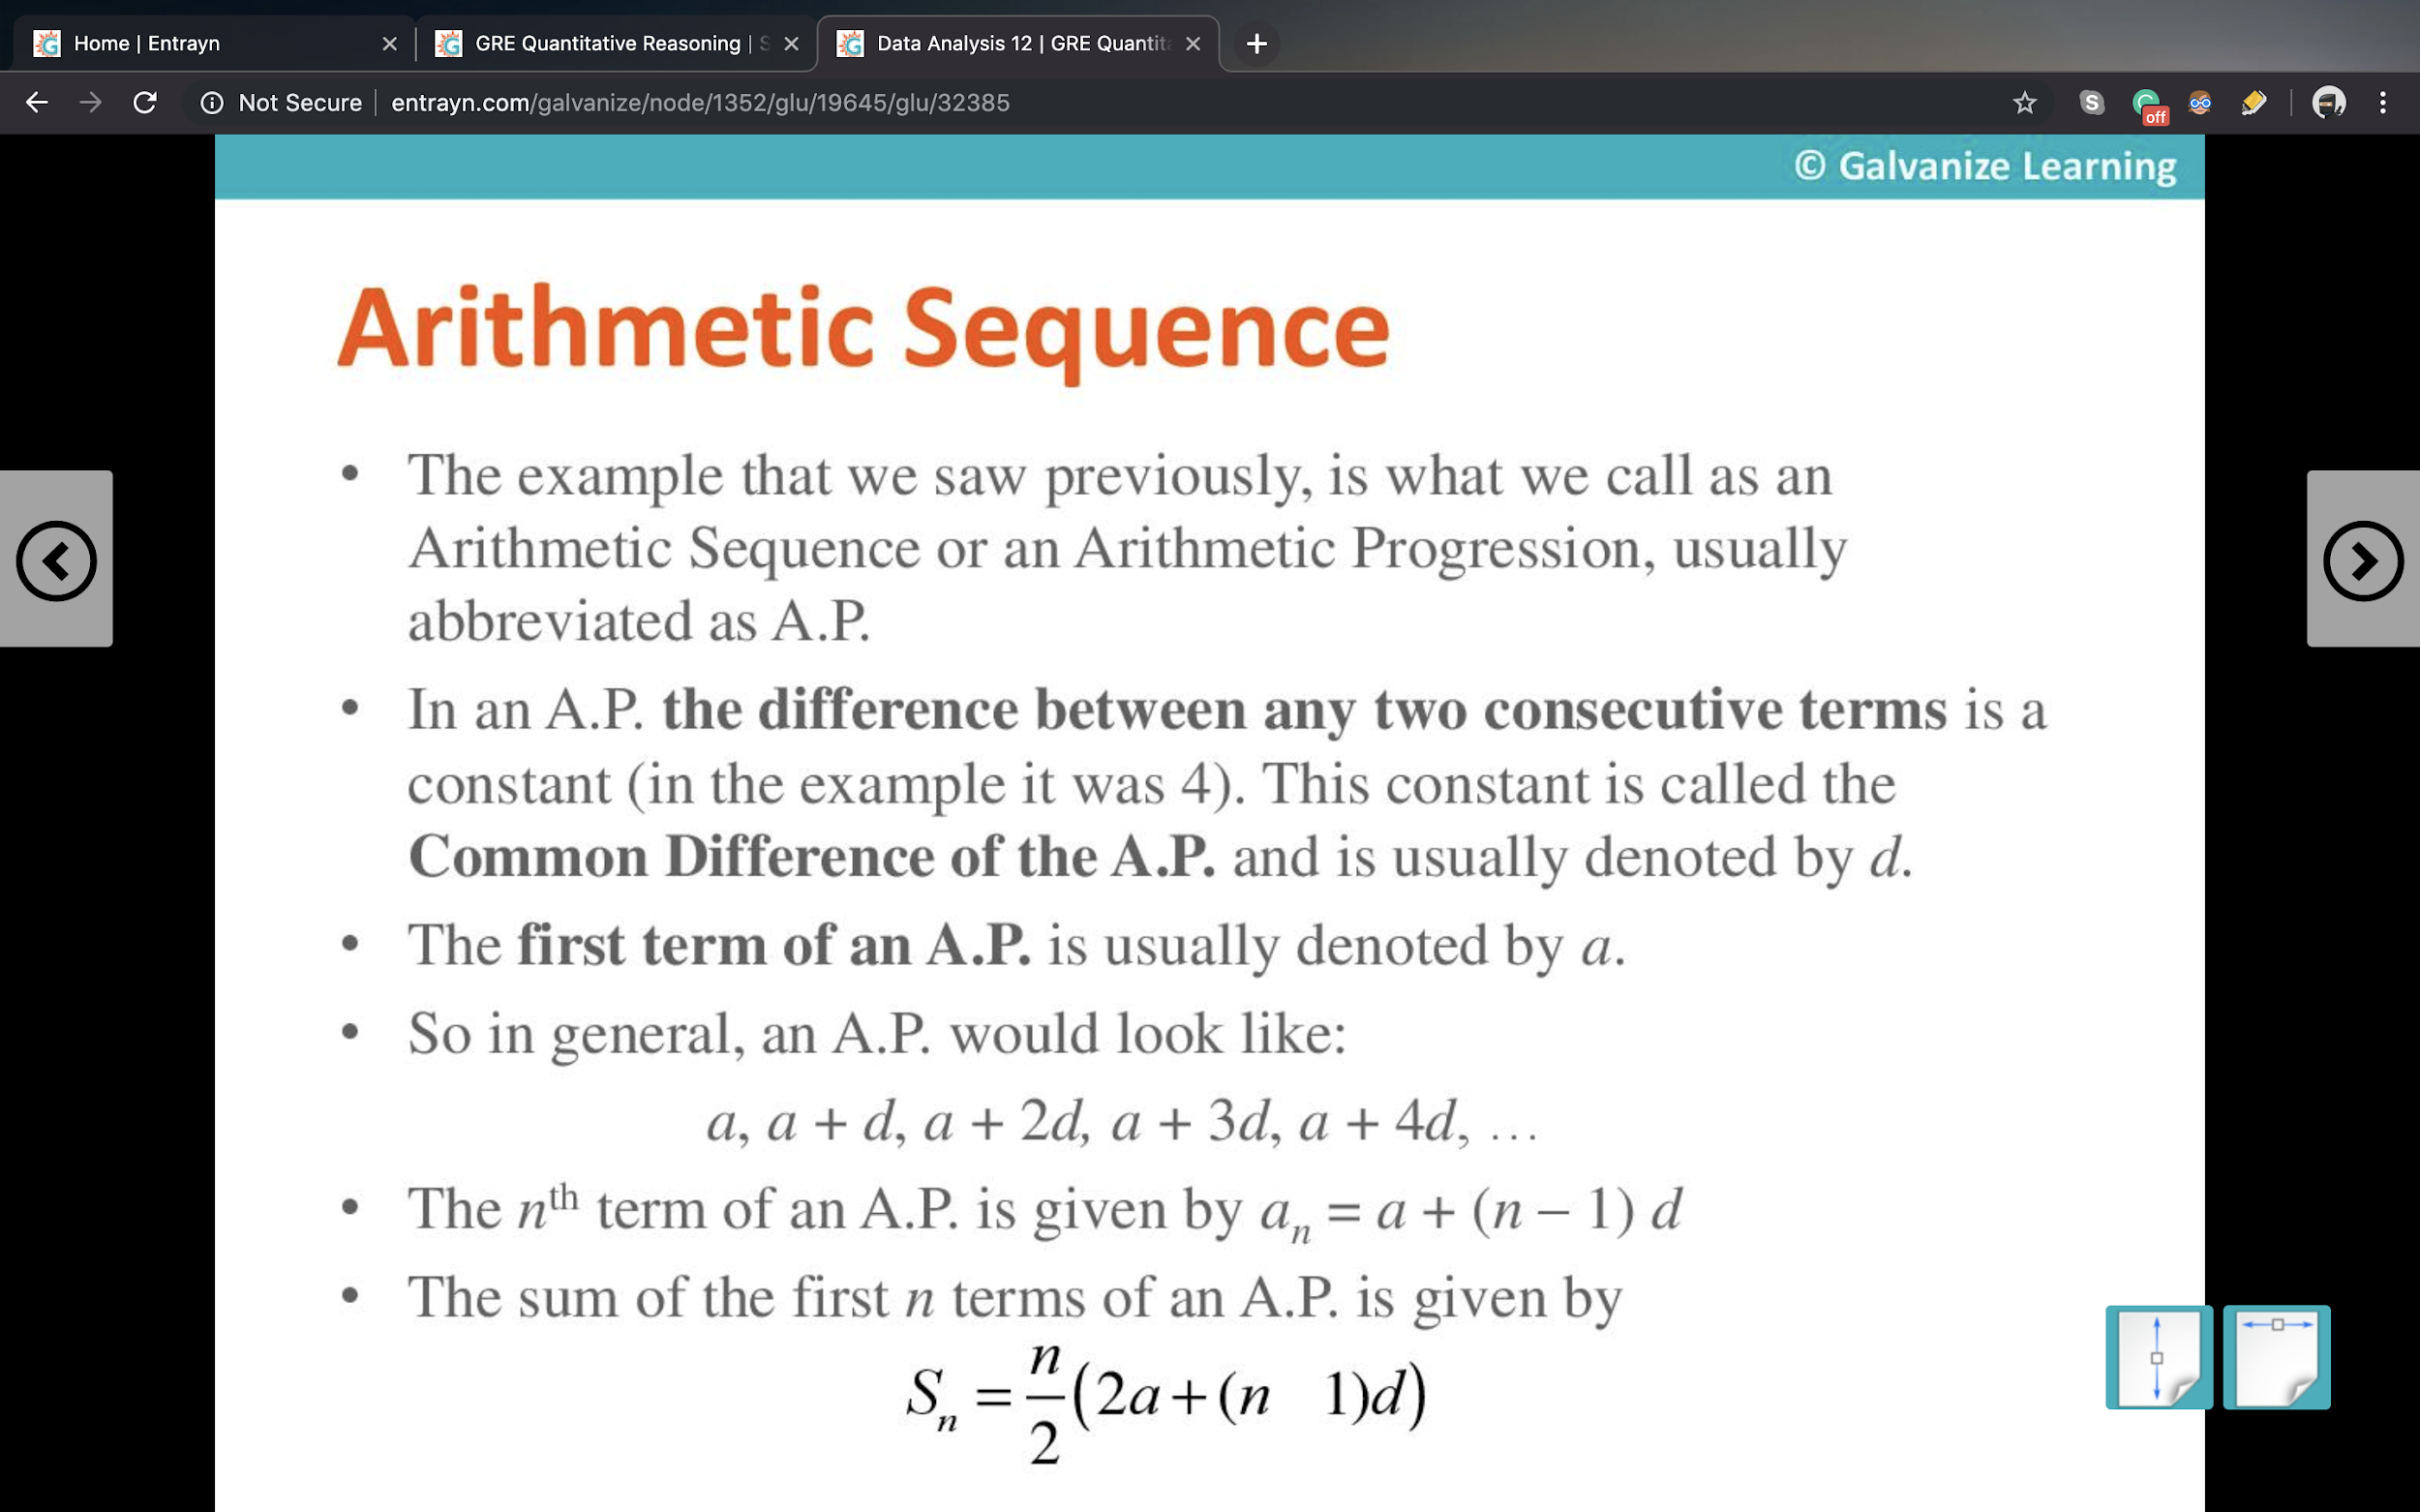 Home | Entrayn
GRE Quantitative Reasoning | S
Data Analysis 12 | GRE Quantita
Not Secure
entrayn.com/galvanize/node/1352/glu/19645/glu/32385
S
off
© Galvanize Learning
Arithmetic Sequence
• The example that we saw previously, is what we call as an
Arithmetic Sequence or an Arithmetic Progression, usually
abbreviated as A.P.
• In an A.P. the difference between any two consecutive terms is a
constant (in the example it was 4). This constant is called the
Common Difference of the A.P. and is usually denoted by d.
• The first term of an A.P. is usually denoted by a.
• So in general, an A.P. would look like:
a, a + d, a + 2d, a + 3d, a + 4d, …
• The nth term of an A.P. is given by an = a + (n – 1) d
• The sum of the first n terms of an A.P. is given by
Sn = n/2 (2a + (n 1)d)